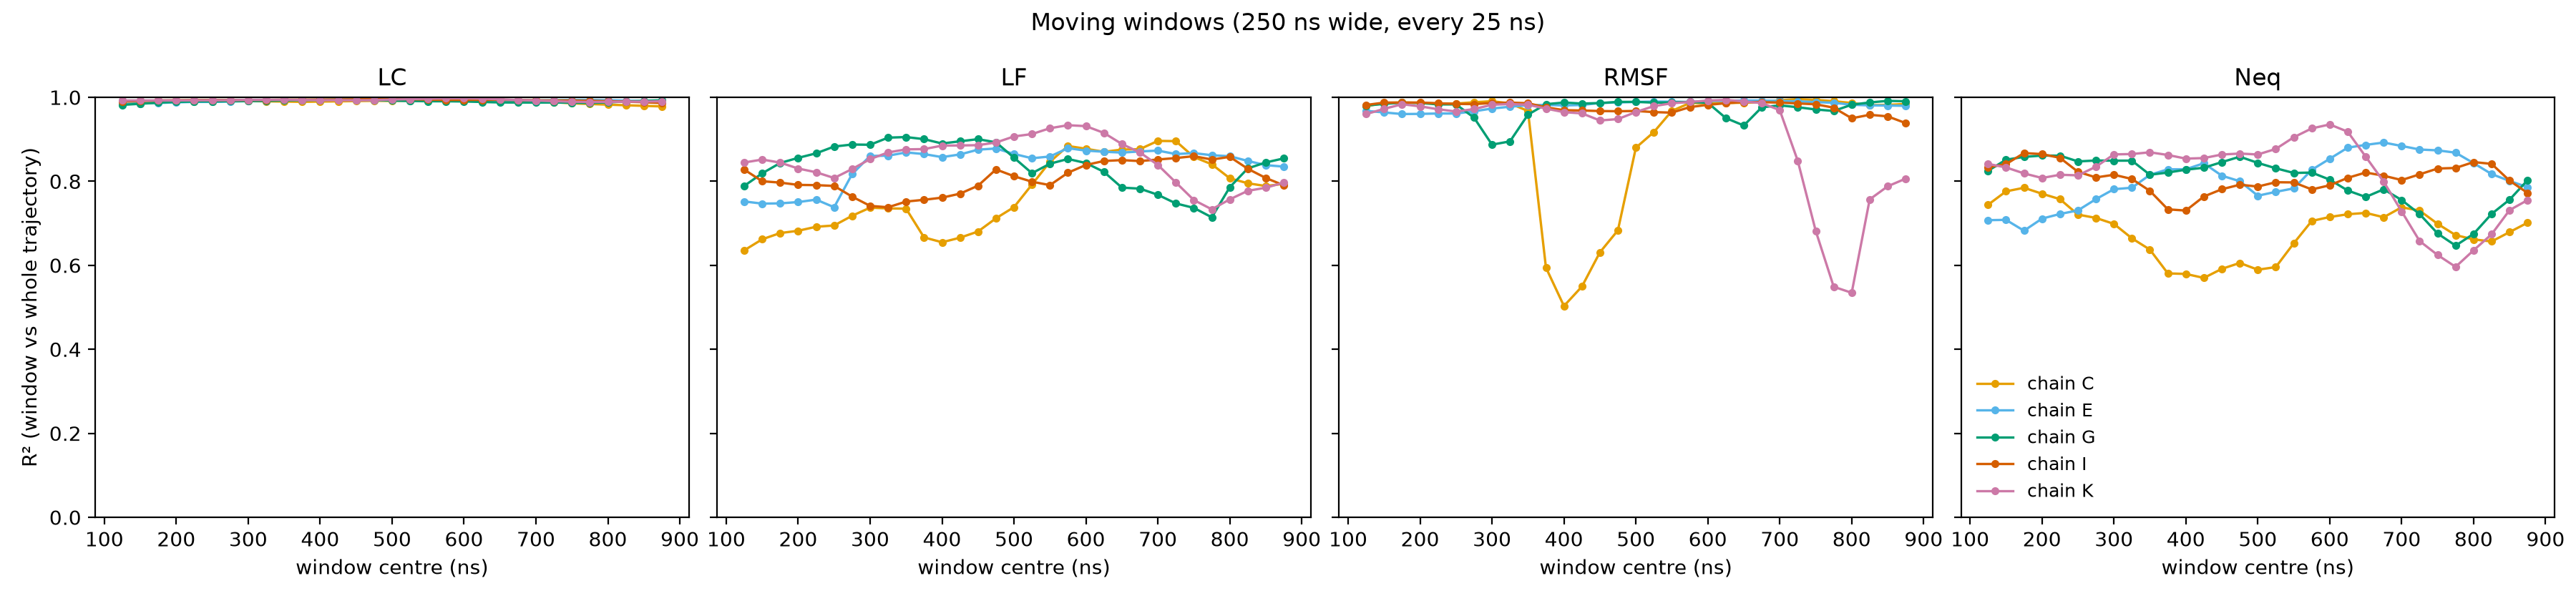 Moving windows (250 ns wide, every 25 ns)
LC
LF
RMSF
Neq
R² (window vs whole trajectory)
1.0
0.8
0.6
0.4
0.2
0.0
100 200 300 400 500 600 700 800 900
100 200 300 400 500 600 700 800 900
100 200 300 400 500 600 700 800 900
100 200 300 400 500 600 700 800 900
window centre (ns)
window centre (ns)
window centre (ns)
window centre (ns)
chain C
chain E
chain G
chain I
chain K